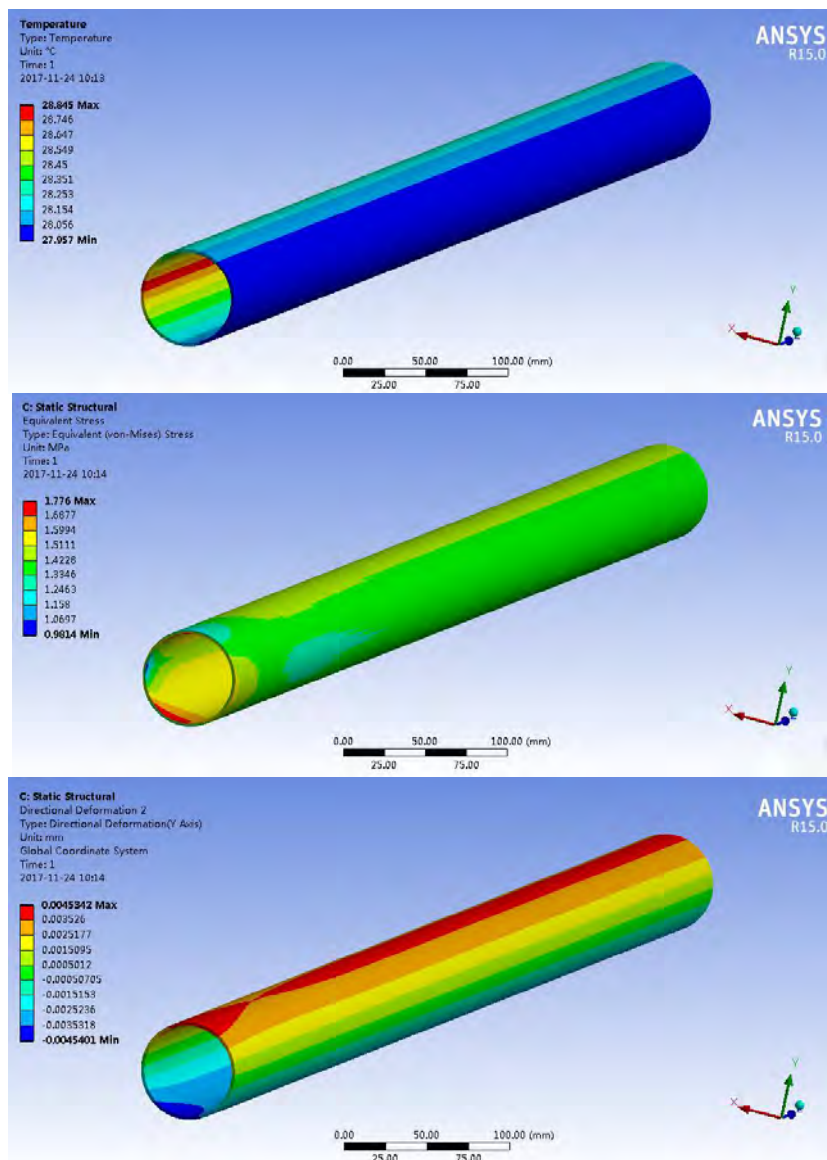 Temperature
Type: Temperature
Unit: °C
Time: 1
2017-11-24 10:13
28.845 Max
28.746
28.647
28.549
28.45
28.351
28.253
28.154
28.056
27.957 Min
ANSYS
R15.0
Y
X
0.00 50.00 100.00 (mm)
25.00 75.00
C: Static Structural
Equivalent Stress
Type: Equivalent (von-Mises) Stress
Unit: MPa
Time: 1
2017-11-24 10:14
1.776 Max
1.6877
1.5994
1.5111
1.4228
1.3346
1.2463
1.158
1.0697
0.9814 Min
ANSYS
R15.0
Y
X
0.00 50.00 100.00 (mm)
25.00 75.00
C: Static Structural
Directional Deformation 2
Type: Directional Deformation(Y Axis)
Unit: mm
Global Coordinate System
Time: 1
2017-11-24 10:14
0.0045342 Max
0.003526
0.0025177
0.0015095
0.0005012
-0.00050705
-0.0015153
-0.0025236
-0.0035318
-0.0045401 Min
ANSYS
R15.0
Y
X
0.00 50.00 100.00 (mm)
25.00 75.00